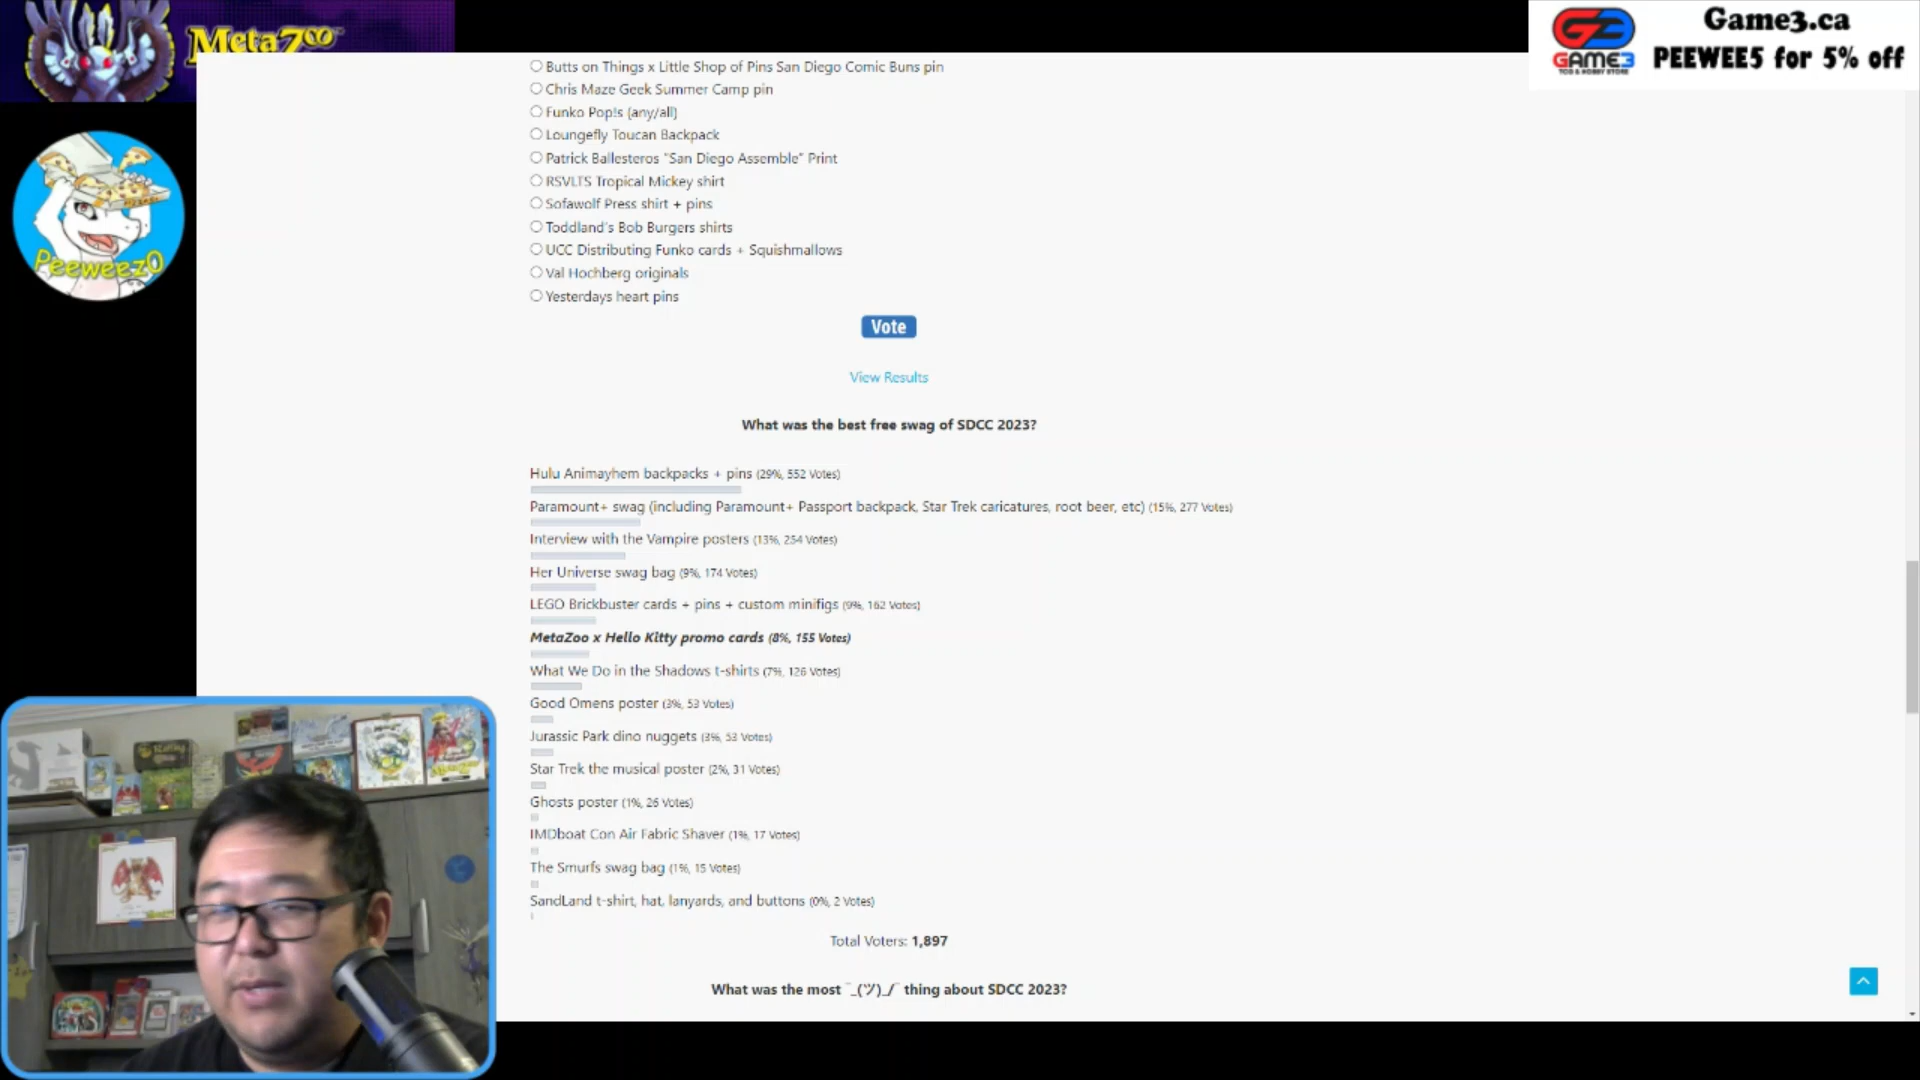 MetaZoo
Game3.ca
GAME3
TCG & HOBBY STORE
PEEWEE5 for 5% off
PeeweezO
Butts on Things x Little Shop of Pins San Diego Comic Buns pin
Chris Maze Geek Summer Camp pin
Funko Pop!s (any/all)
Loungefly Toucan Backpack
Patrick Ballesteros "San Diego Assemble" Print
RSVLTS Tropical Mickey shirt
Sofawolf Press shirt + pins
Toddland's Bob Burgers shirts
UCC Distributing Funko cards + Squishmallows
Val Hochberg originals
Yesterdays heart pins
Vote
View Results
What was the best free swag of SDCC 2023?
Hulu Animayhem backpacks + pins (29%, 552 Votes)
Paramount+ swag (including Paramount+ Passport backpack, Star Trek caricatures, root beer, etc) (15%, 277 Votes)
Interview with the Vampire posters (13%, 254 Votes)
Her Universe swag bag (9%, 174 Votes)
LEGO Brickbuster cards + pins + custom minifigs (9%, 162 Votes)
MetaZoo x Hello Kitty promo cards (8%, 155 Votes)
What We Do in the Shadows t-shirts (7%, 126 Votes)
Good Omens poster (3%, 53 Votes)
Jurassic Park dino nuggets (3%, 53 Votes)
Star Trek the musical poster (2%, 31 Votes)
Ghosts poster (1%, 26 Votes)
IMDboat Con Air Fabric Shaver (1%, 17 Votes)
The Smurfs swag bag (1%, 15 Votes)
SandLand t-shirt, hat, lanyards, and buttons (0%, 2 Votes)
Total Voters: 1,897
What was the most ¯_(ツ)_/¯ thing about SDCC 2023?